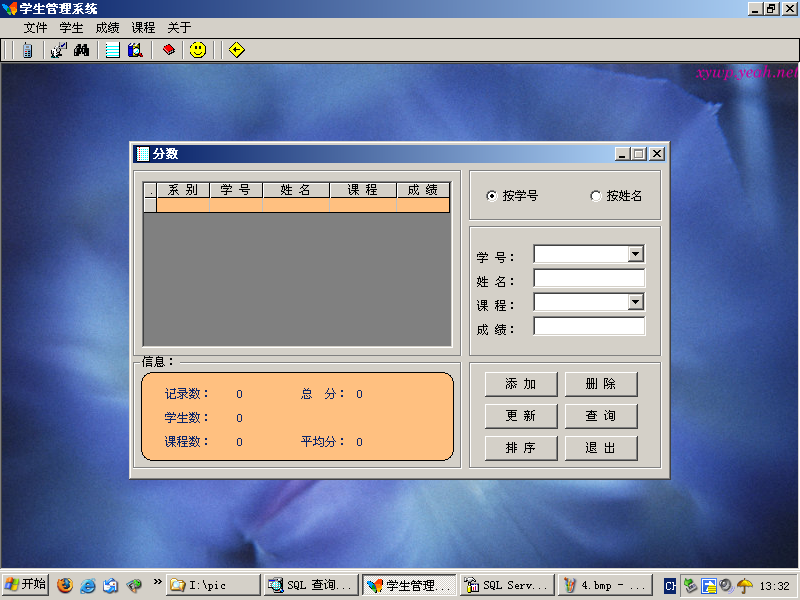 学生管理系统
文件 学生 成绩 课程 关于
xywjs.yeah.net
分数
系 别 学 号 姓 名 课 程 成 绩
按学号 按姓名
学 号：
姓 名：
课 程：
成 绩：
信息：
记录数： 0 总 分： 0
学生数： 0
课程数： 0 平均分： 0
添 加 删 除
更 新 查 询
排 序 退 出
开始 I:\pic SQL 查询... 学生管理... SQL Serv... 4.bmp - ... CH 13:32